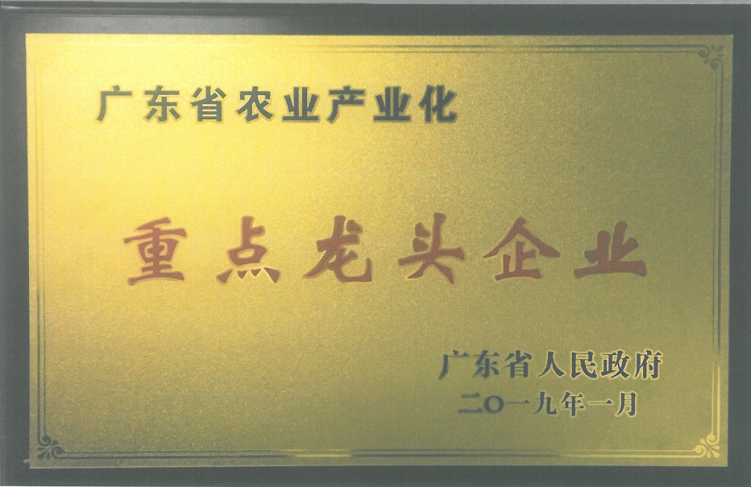 广东省农业产业化
重点龙头企业
广东省人民政府
二〇一九年一月